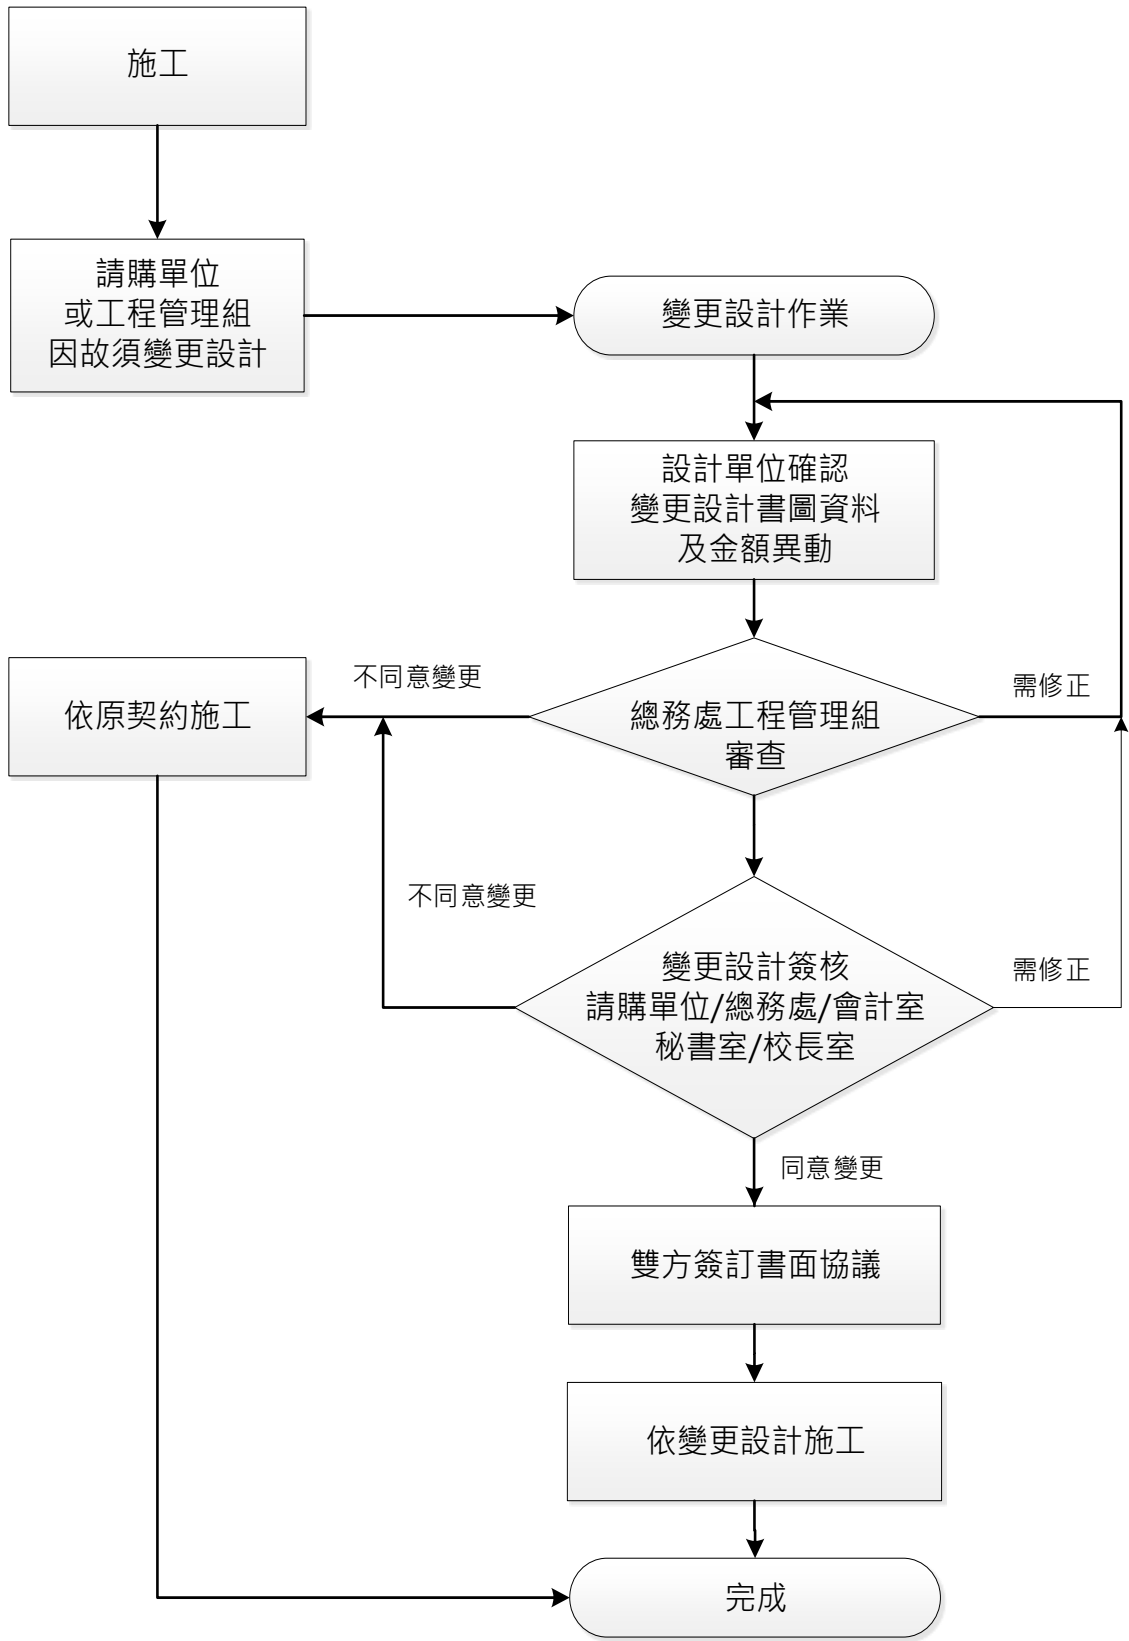 施工
請購單位
或工程管理組
因故須變更設計
變更設計作業
設計單位確認
變更設計書圖資料
及金額異動
不同意變更
需修正
依原契約施工
總務處工程管理組
審查
不同意變更
變更設計簽核
請購單位/總務處/會計室
秘書室/校長室
需修正
同意變更
雙方簽訂書面協議
依變更設計施工
完成